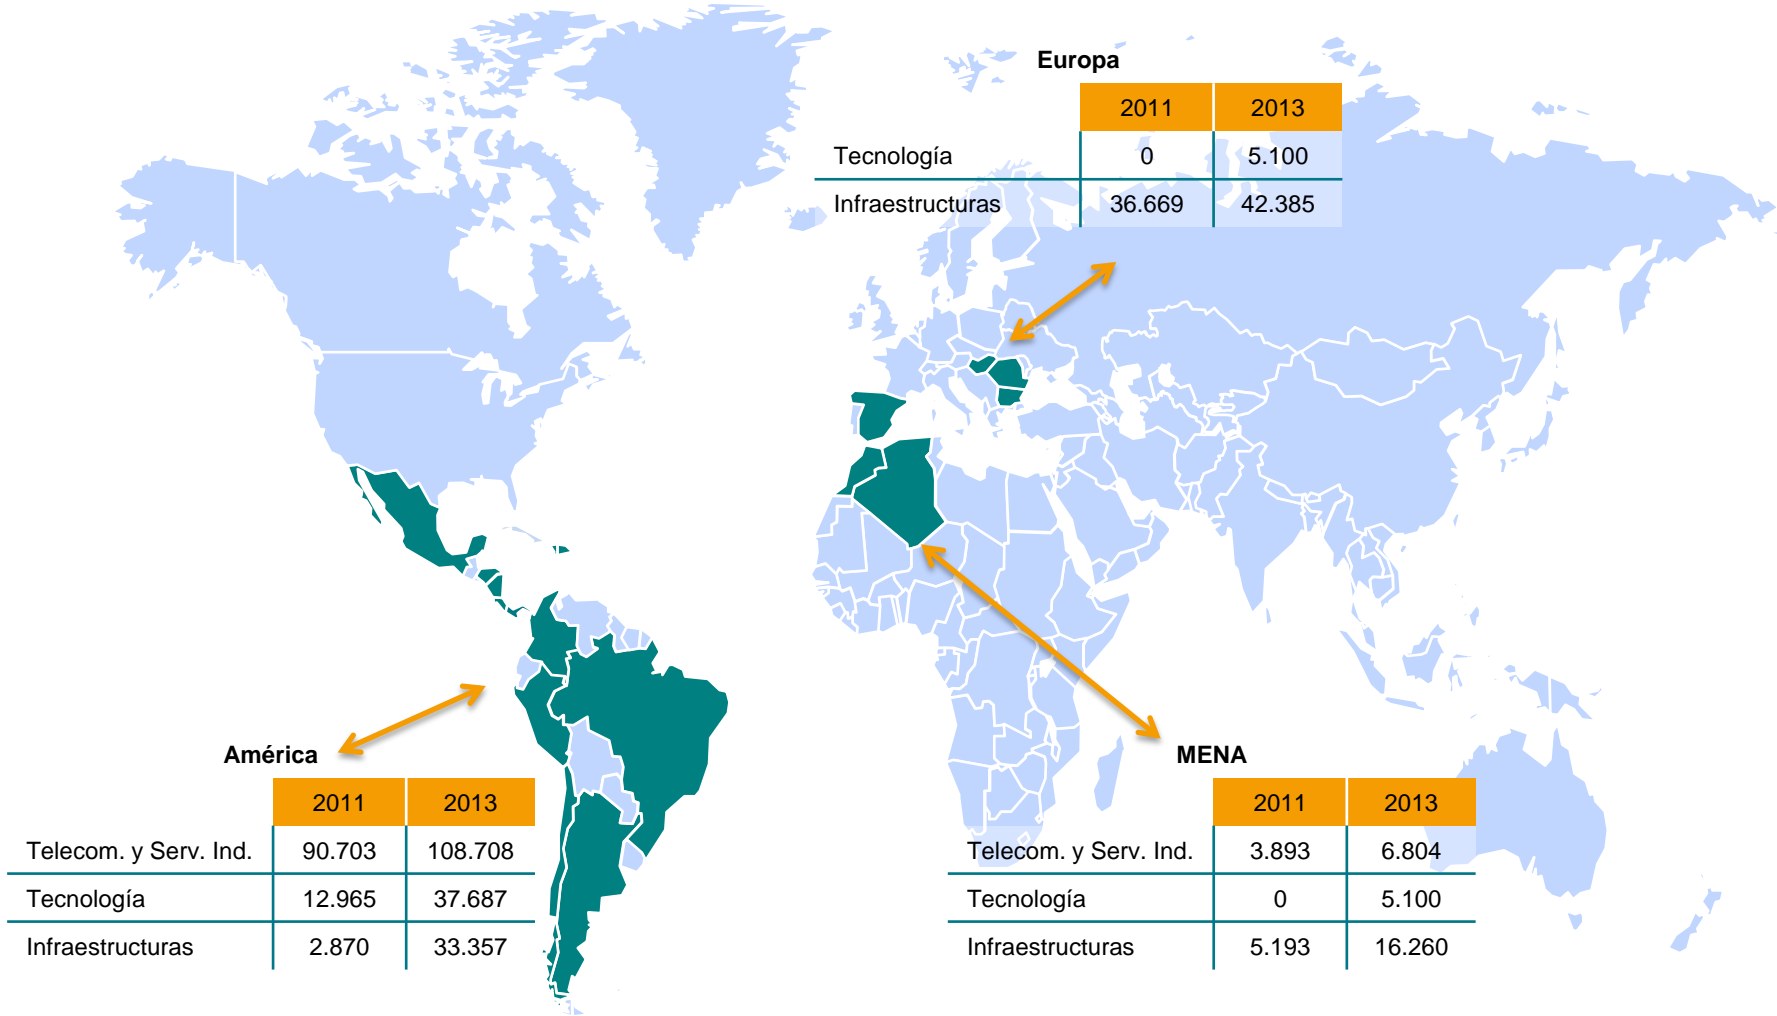 Europa
2011 2013
Tecnología 0 5.100
Infraestructuras 36.669 42.385
América
2011 2013
Telecom. y Serv. Ind. 90.703 108.708
Tecnología 12.965 37.687
Infraestructuras 2.870 33.357
MENA
2011 2013
Telecom. y Serv. Ind. 3.893 6.804
Tecnología 0 5.100
Infraestructuras 5.193 16.260